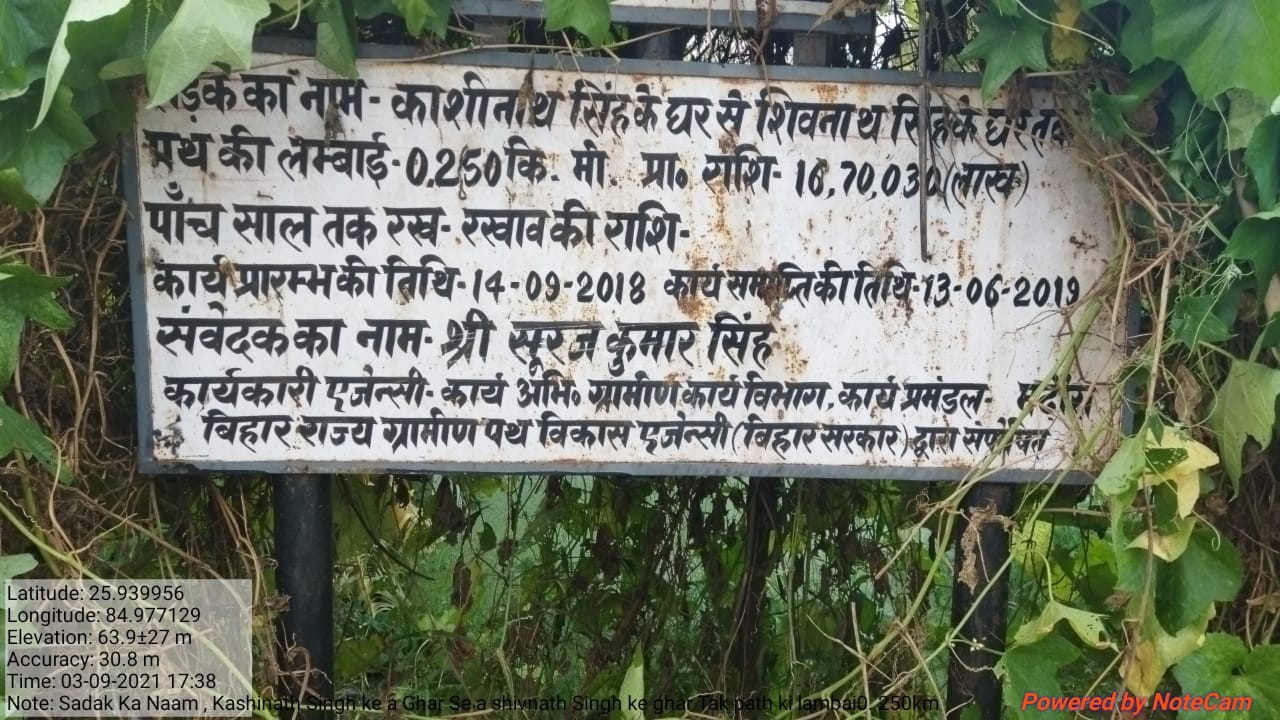 सड़क का नाम- काशीनाथ सिंह के घर से शिवनाथ सिंह के घर तक
पथ की लम्बाई- 0.250 कि. मी. प्रा० राशि- 16,70,030 (लाख)
पाँच साल तक रख- रखाव की राशि-
कार्य प्रारम्भ की तिथि- 14-09-2018 कार्य समाप्ति की तिथि- 13-06-2019
संवेदक का नाम- श्री सूरज कुमार सिंह
कार्यकारी एजेन्सी- कार्य अभि० ग्रामीण कार्य विभाग, कार्य प्रमंडल-
बिहार राज्य ग्रामीण पथ विकास एजेन्सी (बिहार सरकार) द्वारा संपोषित
Latitude: 25.939956
Longitude: 84.977129
Elevation: 63.9±27 m
Accuracy: 30.8 m
Time: 03-09-2021 17:38
Note: Sadak Ka Naam , Kashinath Singh ke a Ghar Se a shivnath Singh ke ghar Tak path ki lambai0. 250km
Powered by NoteCam